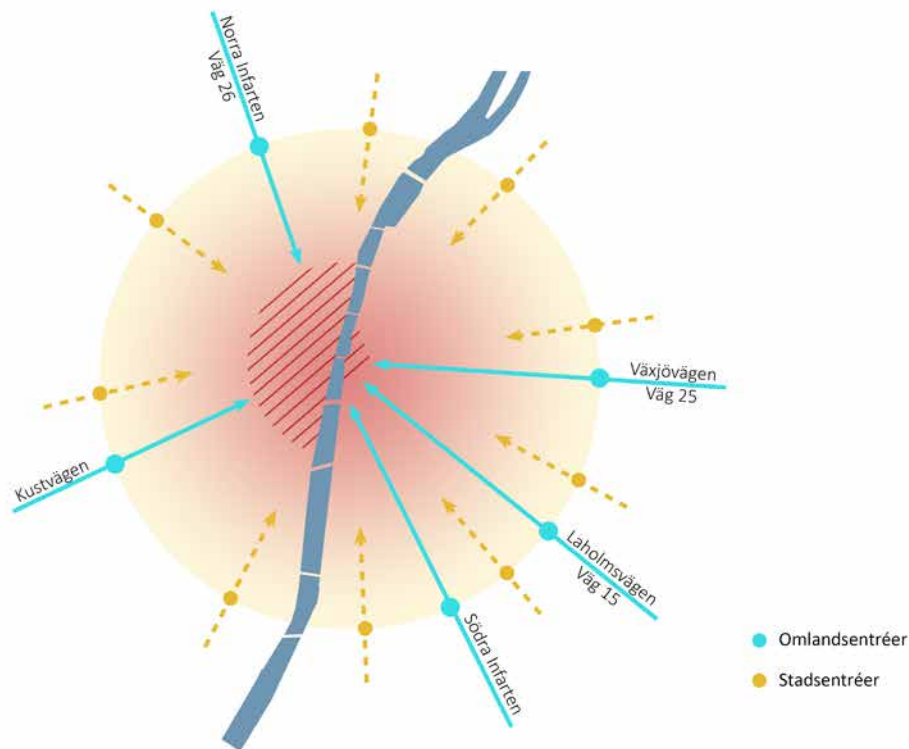 Norra Infarten
Väg 26
Växjövägen
Väg 25
Kustvägen
Laholmsvägen
Väg 15
Södra Infarten
Omlandsentréer
Stadsentréer